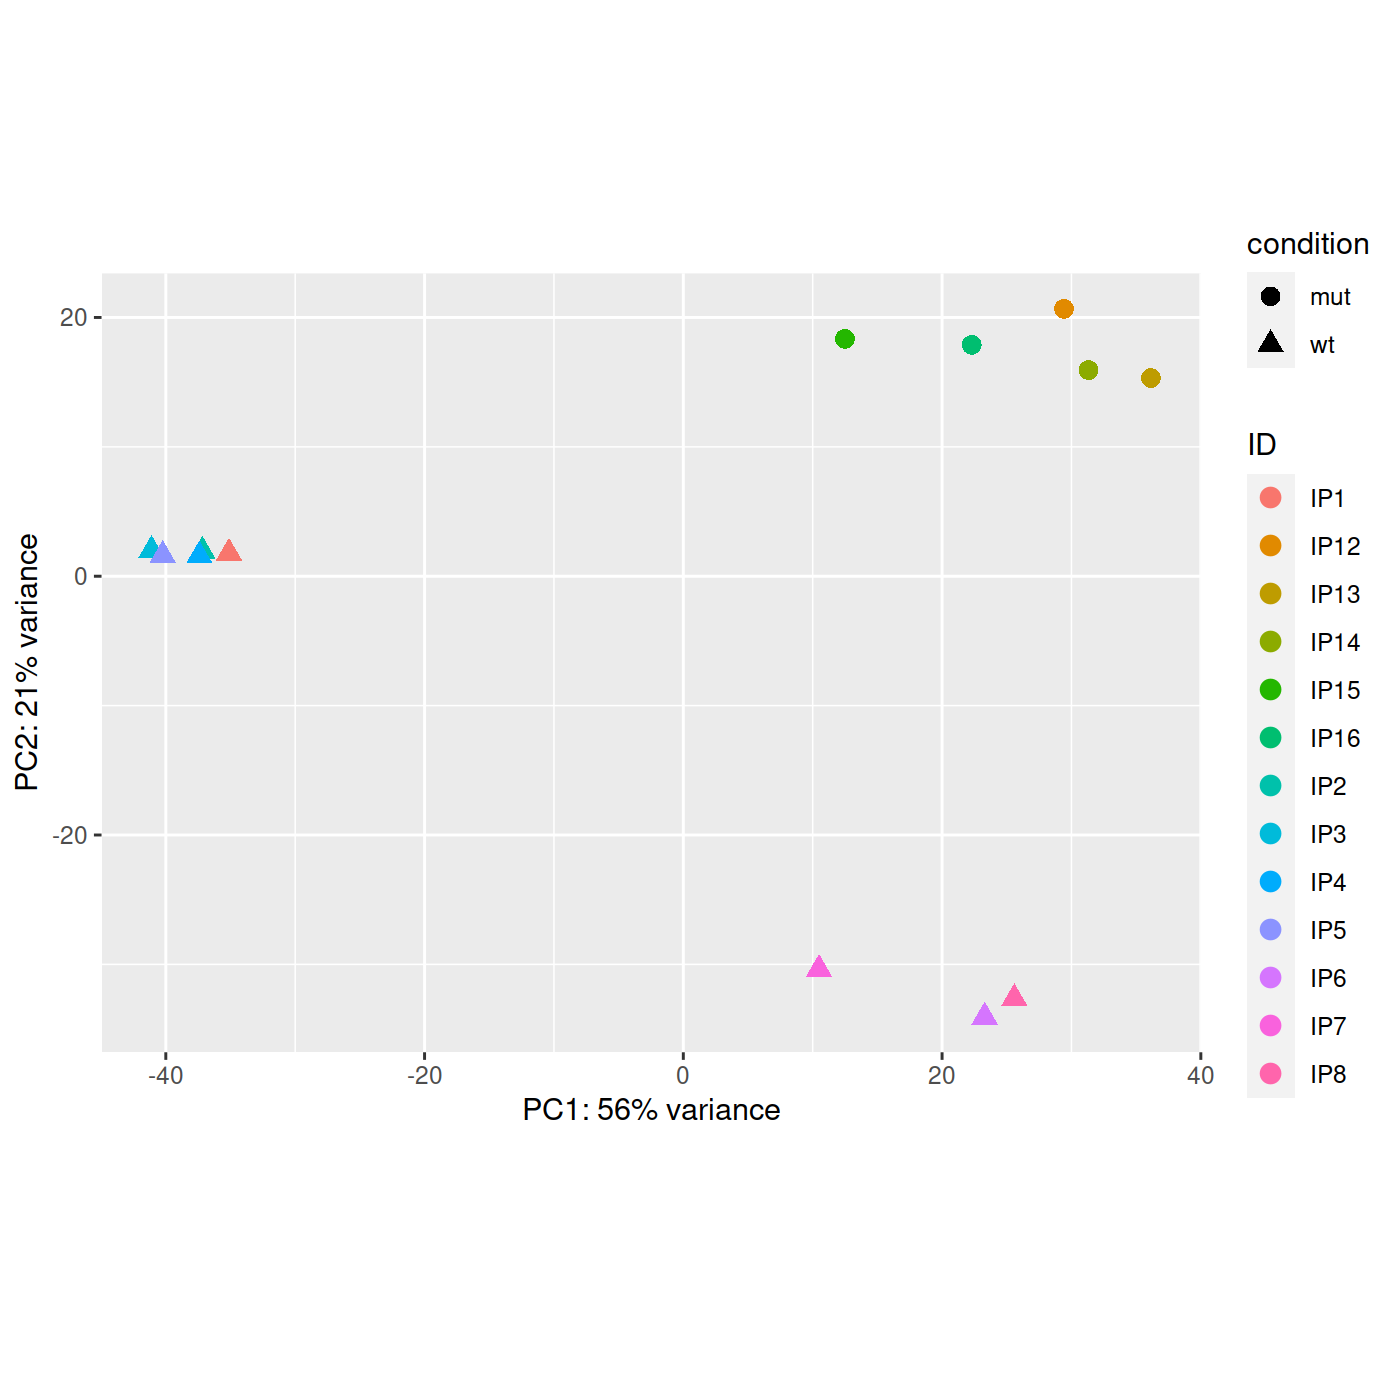 condition
mut
wt
ID
IP1
IP12
IP13
IP14
IP15
IP16
IP2
IP3
IP4
IP5
IP6
IP7
IP8
20
0
-20
PC2: 21% variance
-40
-20
0
20
40
PC1: 56% variance